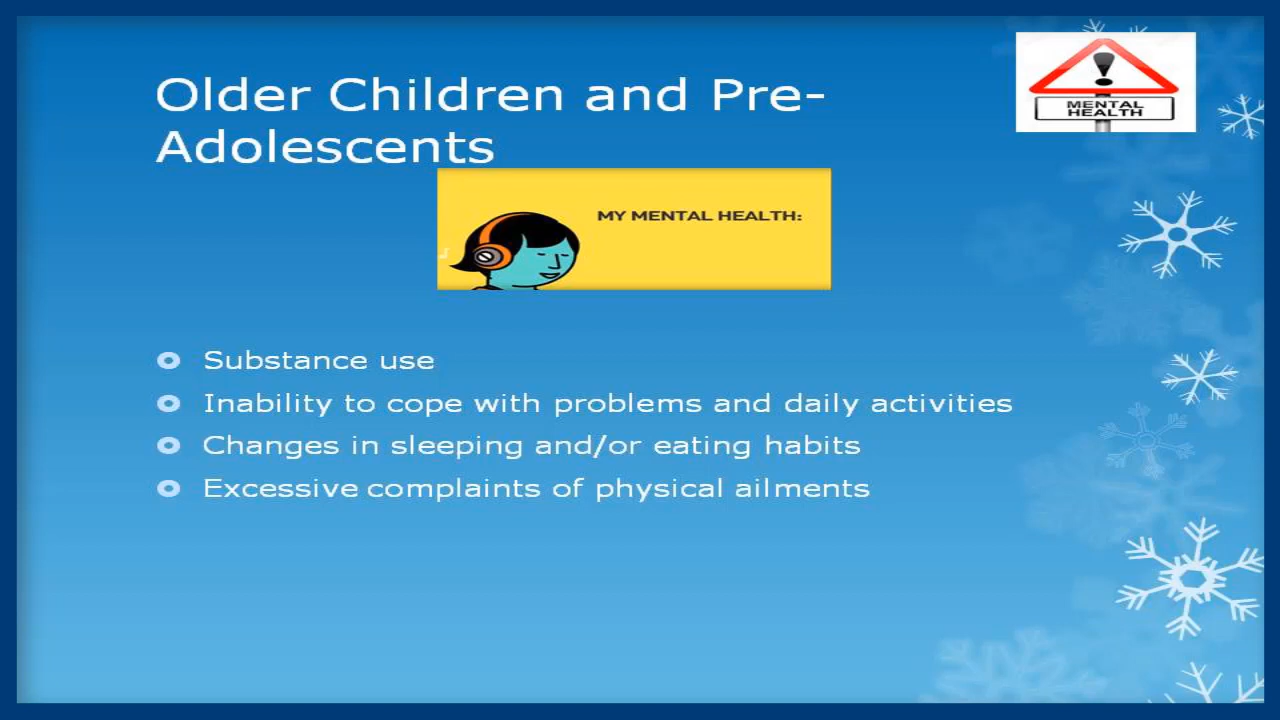 Older Children and Pre-
Adolescents
MENTAL
HEALTH
MY MENTAL HEALTH:
Substance use
Inability to cope with problems and daily activities
Changes in sleeping and/or eating habits
Excessive complaints of physical ailments